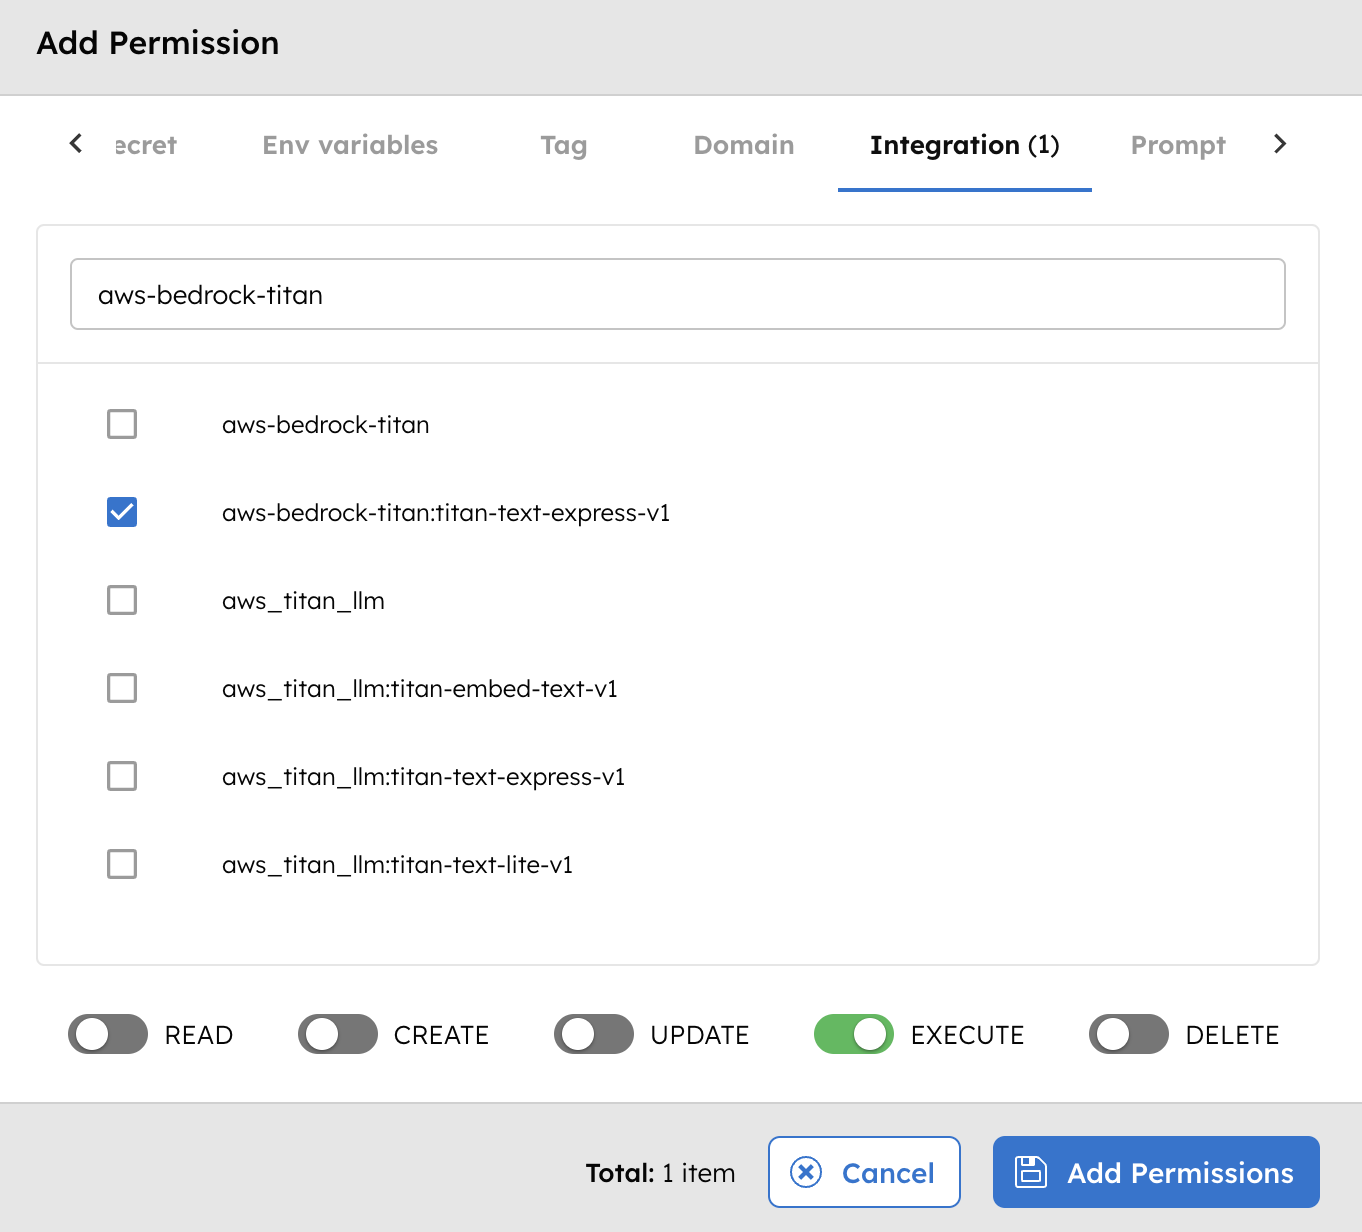 Add Permission
ecret Env variables Tag Domain Integration (1) Prompt
aws-bedrock-titan
aws-bedrock-titan
aws-bedrock-titan:titan-text-express-v1
aws_titan_llm
aws_titan_llm:titan-embed-text-v1
aws_titan_llm:titan-text-express-v1
aws_titan_llm:titan-text-lite-v1
READ CREATE UPDATE EXECUTE DELETE
Total: 1 item Cancel Add Permissions